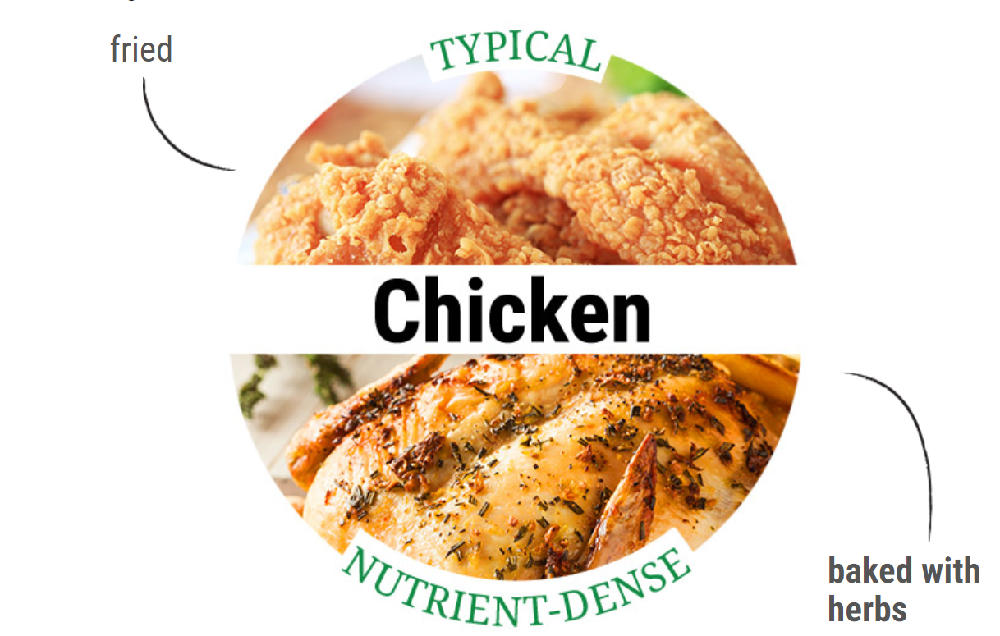 fried
TYPICAL
Chicken
NUTRIENT-DENSE
baked with
herbs